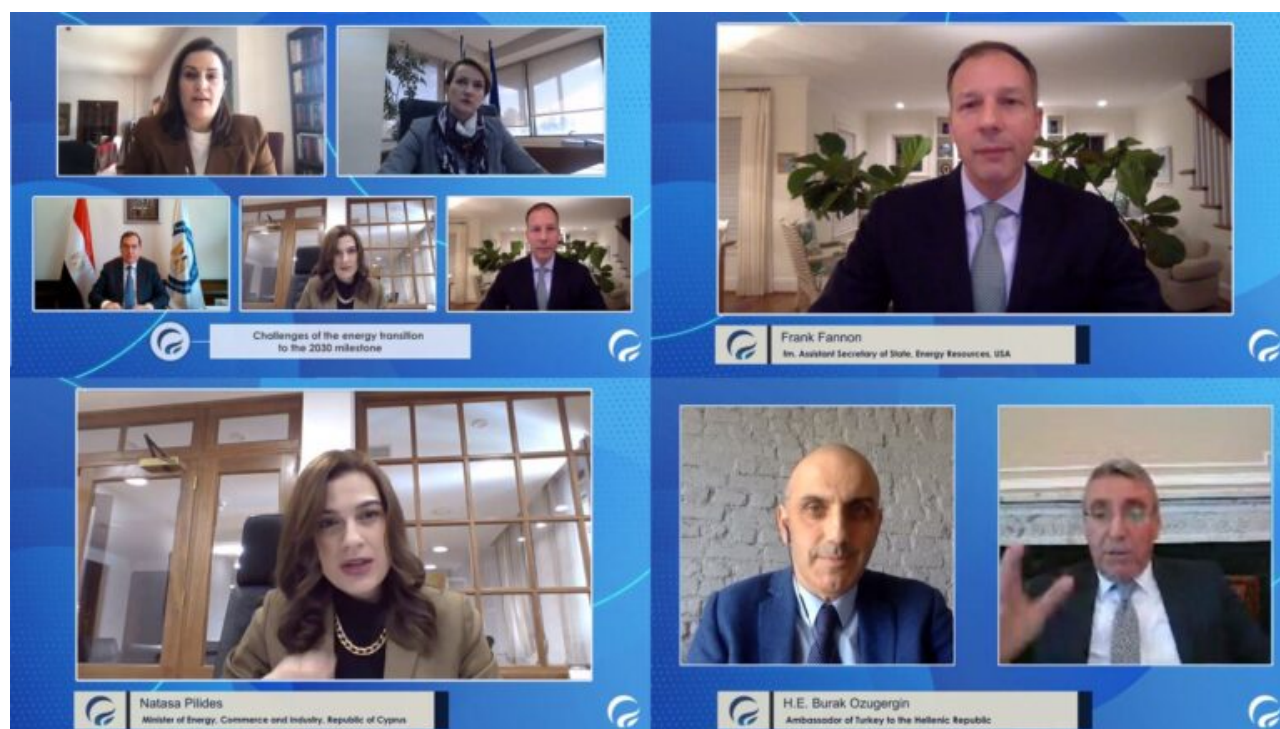 Challenges of the energy transition
to the 2030 milestone
Frank Fannon
fm. Assistant Secretary of State, Energy Resources, USA
Natasa Pilides
Minister of Energy, Commerce and Industry, Republic of Cyprus
H.E. Burak Ozugergin
Ambassador of Turkey to the Hellenic Republic